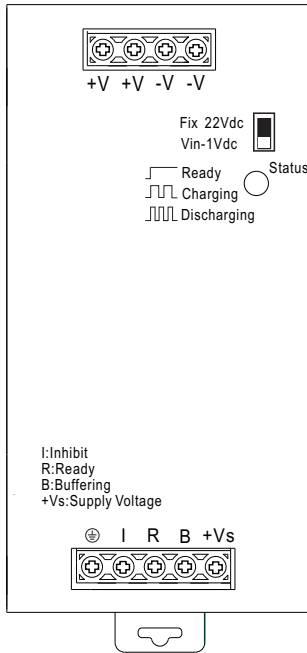 +V +V -V -V
Fix 22Vdc
Vin-1Vdc
Status
Ready
Charging
Discharging
I:Inhibit
R:Ready
B:Buffering
+Vs:Supply Voltage
I R B +Vs